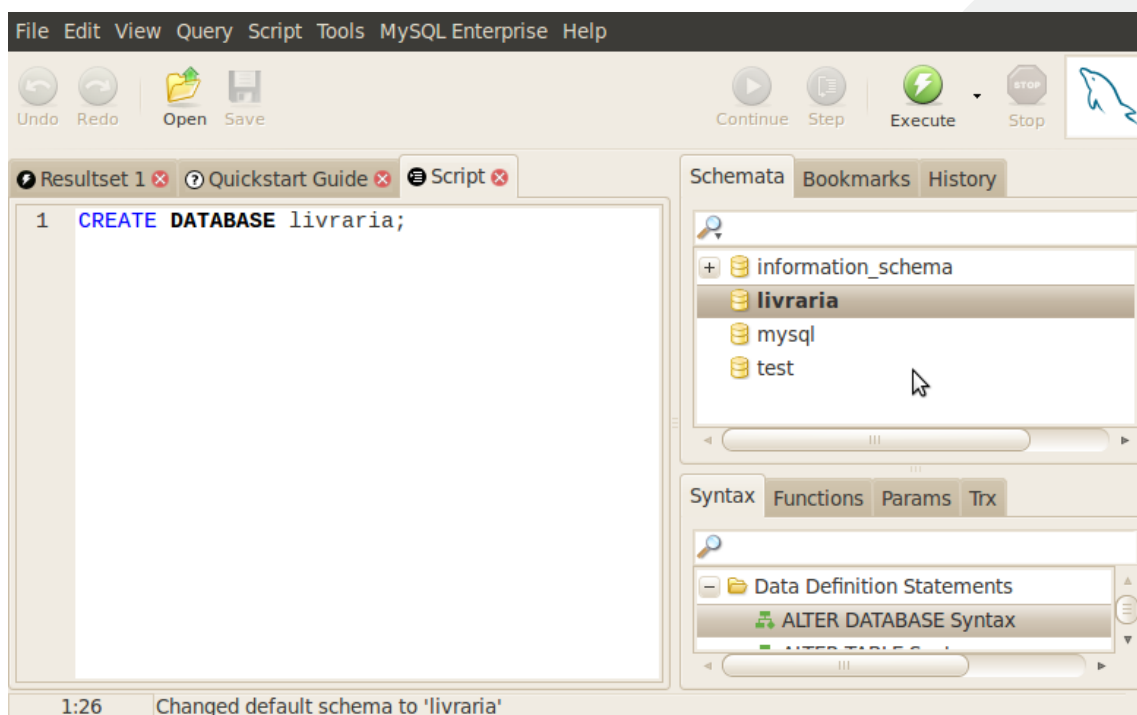 File Edit View Query Script Tools MySQL Enterprise Help
STOP
Undo Redo Open Save Continue Step Execute Stop
Resultset 1 Quickstart Guide Script
Schemata Bookmarks History
1 CREATE DATABASE livraria;
information_schema
livraria
mysql
test
Syntax Functions Params Trx
Data Definition Statements
ALTER DATABASE Syntax
1:26 Changed default schema to 'livraria'